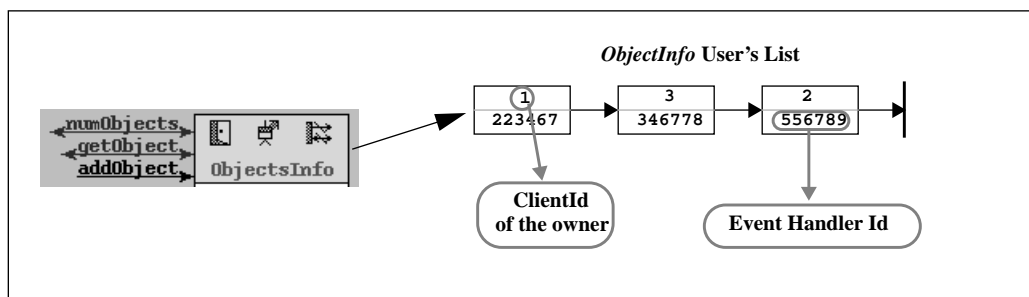 ObjectInfo User's List
1
223467
3
346778
2
556789
numObjects
getObject
addObject
ObjectsInfo
ClientId
of the owner
Event Handler Id